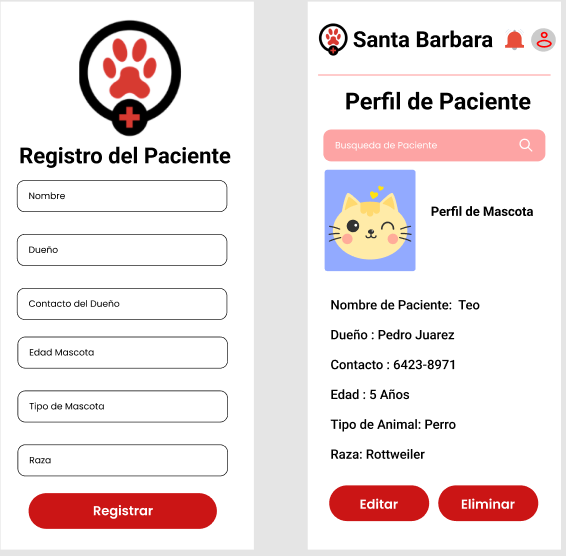 Registro del Paciente
Nombre
Dueño
Contacto del Dueño
Edad Mascota
Tipo de Mascota
Raza
Registrar
Santa Barbara
Perfil de Paciente
Busqueda de Paciente
Perfil de Mascota
Nombre de Paciente:  Teo
Dueño : Pedro Juarez
Contacto : 6423-8971
Edad : 5 Años
Tipo de Animal: Perro
Raza: Rottweiler
Editar
Eliminar